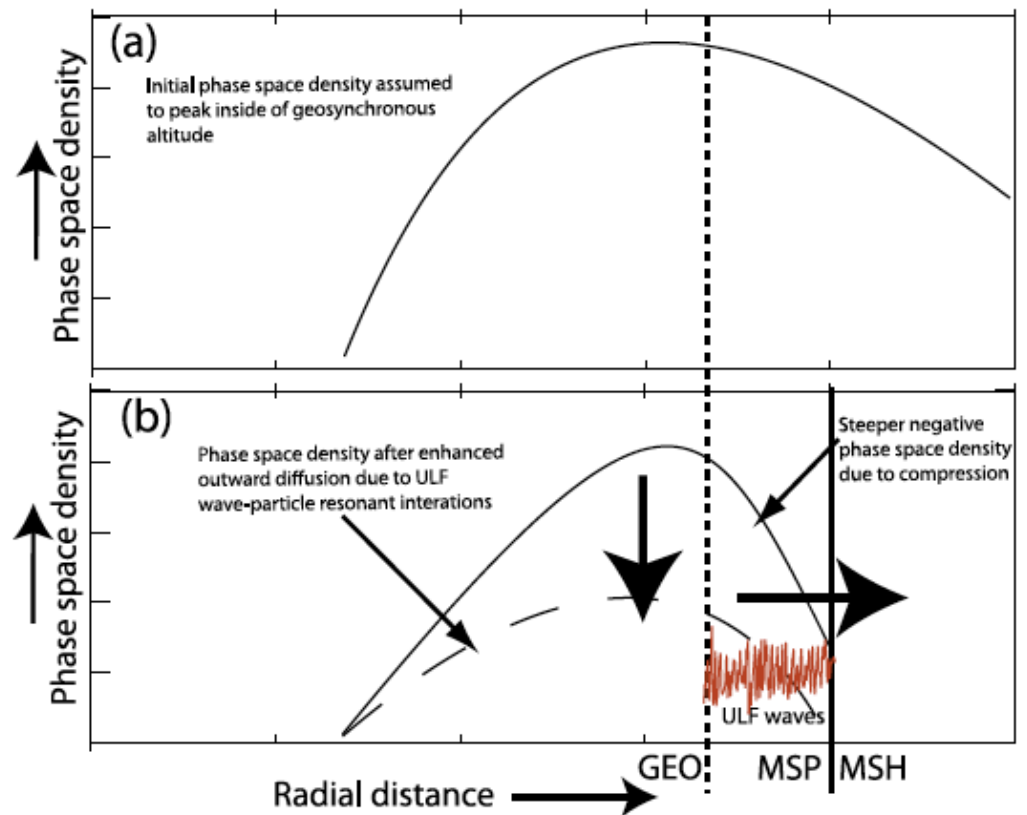 (a)
Initial phase space density assumed
to peak inside of geosynchronous
altitude
Phase space density
(b)
Phase space density after enhanced
outward diffusion due to ULF
wave-particle resonant interations
Steeper negative
phase space density
due to compression
Phase space density
ULF waves
GEO
MSP
MSH
Radial distance